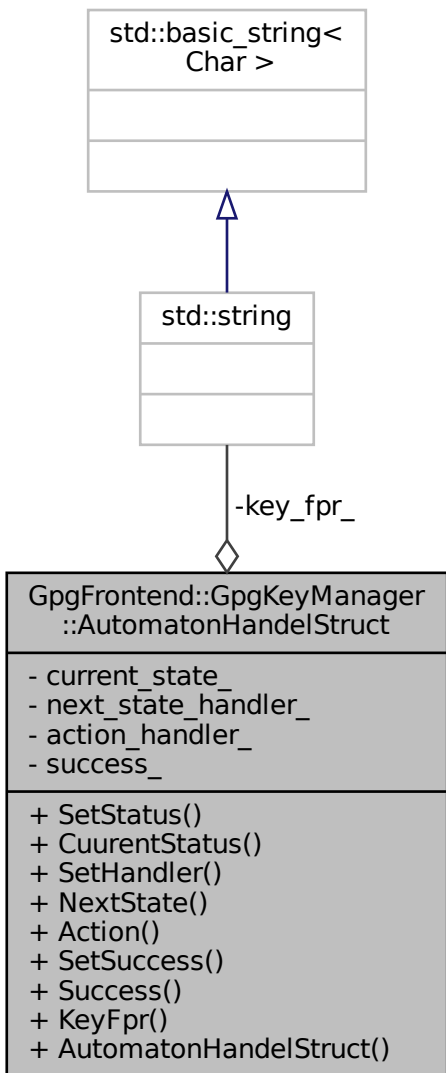 std::basic_string<
Char >
std::string
-key_fpr_
GpgFrontend::GpgKeyManager
::AutomatonHandelStruct
- current_state_
- next_state_handler_
- action_handler_
- success_
+ SetStatus()
+ CuurentStatus()
+ SetHandler()
+ NextState()
+ Action()
+ SetSuccess()
+ Success()
+ KeyFpr()
+ AutomatonHandelStruct()